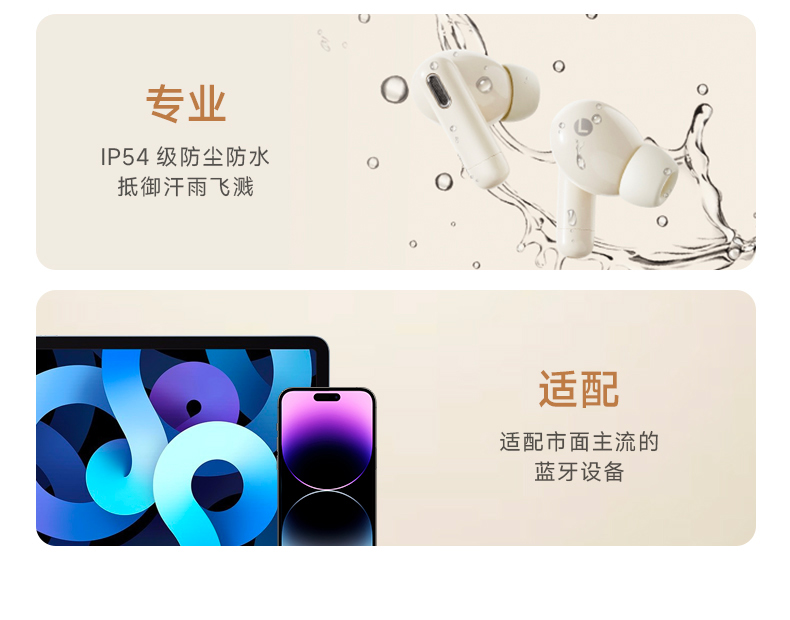 专业
IP54 级防尘防水
抵御汗雨飞溅
L
适配
适配市面主流的
蓝牙设备